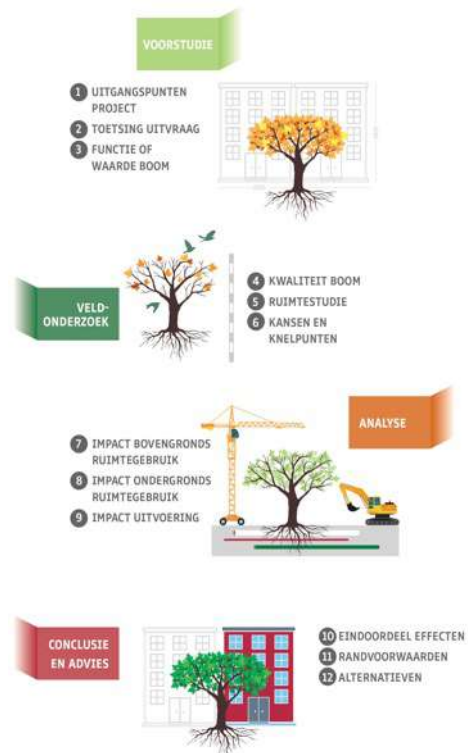 VOORSTUDIE
1 UITGANGSPUNTEN
PROJECT
2 TOETSING UITVRAAG
3 FUNCTIE OF
WAARDE BOOM
VELD-
ONDERZOEK
4 KWALITEIT BOOM
5 RUIMTESTUDIE
6 KANSEN EN
KNELPUNTEN
ANALYSE
7 IMPACT BOVENGRONDS
RUIMTEGEBRUIK
8 IMPACT ONDERGRONDS
RUIMTEGEBRUIK
9 IMPACT UITVOERING
CONCLUSIE
EN ADVIES
10 EINDOORDEEL EFFECTEN
11 RANDVOORWAARDEN
12 ALTERNATIEVEN